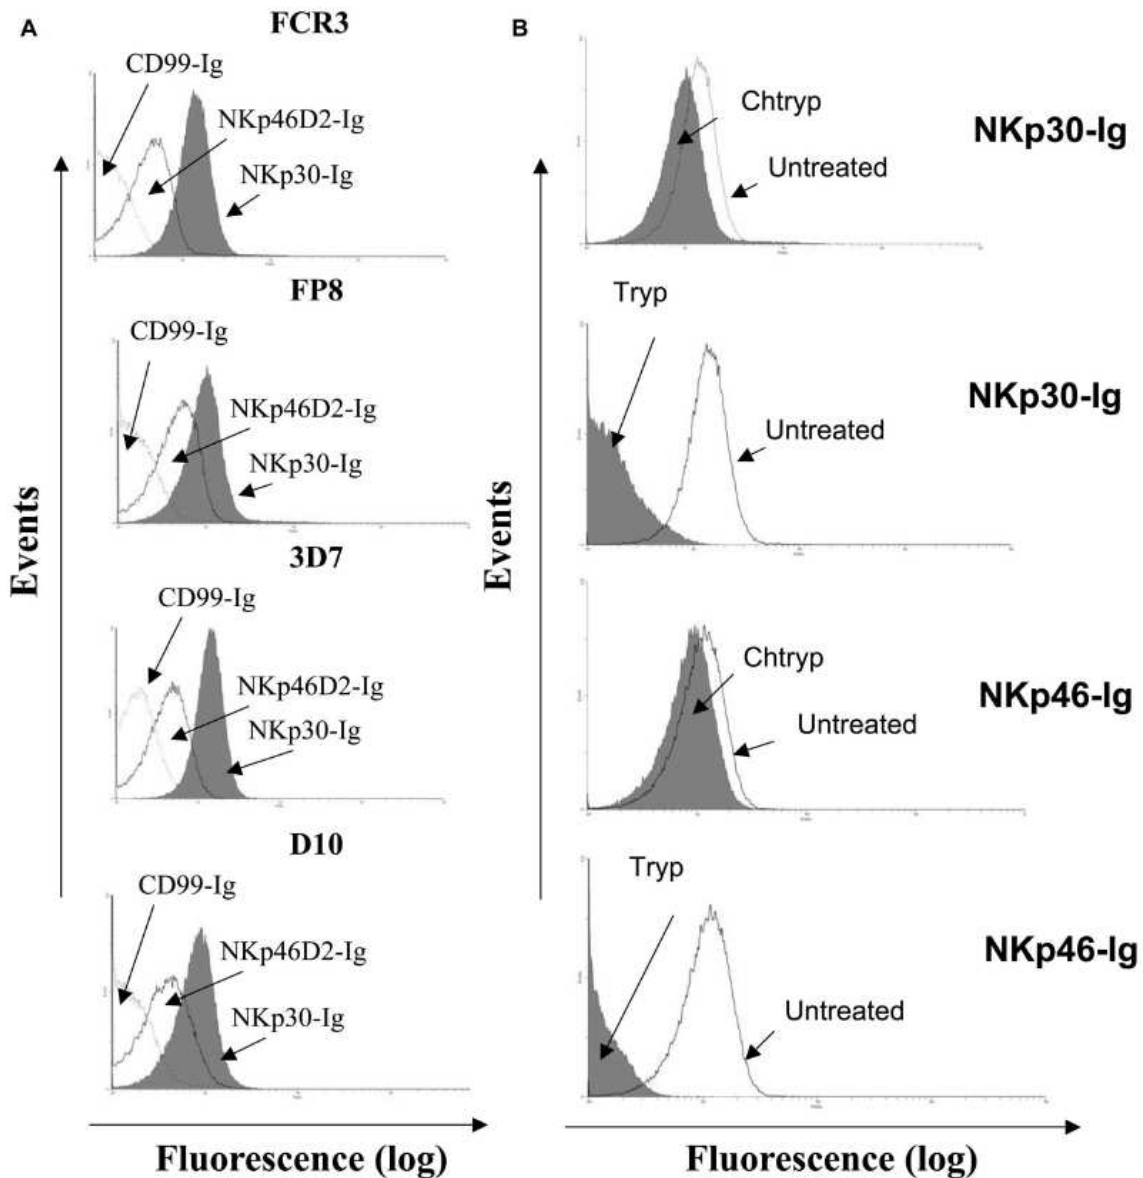 A
FCR3
CD99-Ig
NKp46D2-Ig
NKp30-Ig
FP8
CD99-Ig
NKp46D2-Ig
NKp30-Ig
3D7
CD99-Ig
NKp46D2-Ig
NKp30-Ig
D10
CD99-Ig
NKp46D2-Ig
NKp30-Ig
Events
Fluorescence (log)
B
Chtryp
Untreated
NKp30-Ig
Tryp
Untreated
NKp30-Ig
Chtryp
Untreated
NKp46-Ig
Tryp
Untreated
NKp46-Ig
Events
Fluorescence (log)